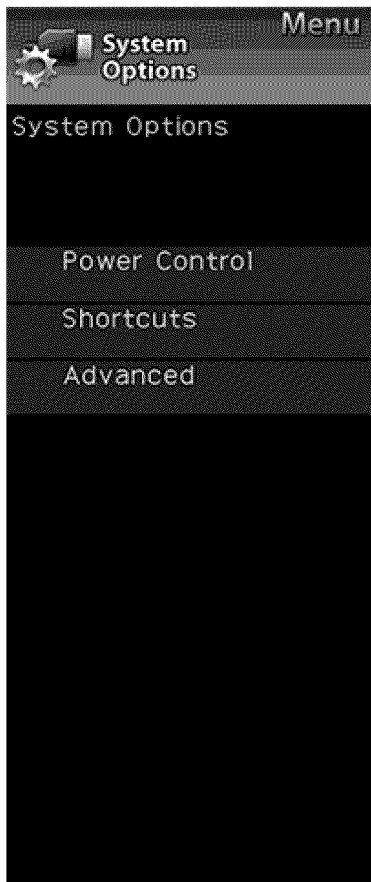 Menu
System
Options
System Options
Power Control
Shortcuts
Advanced